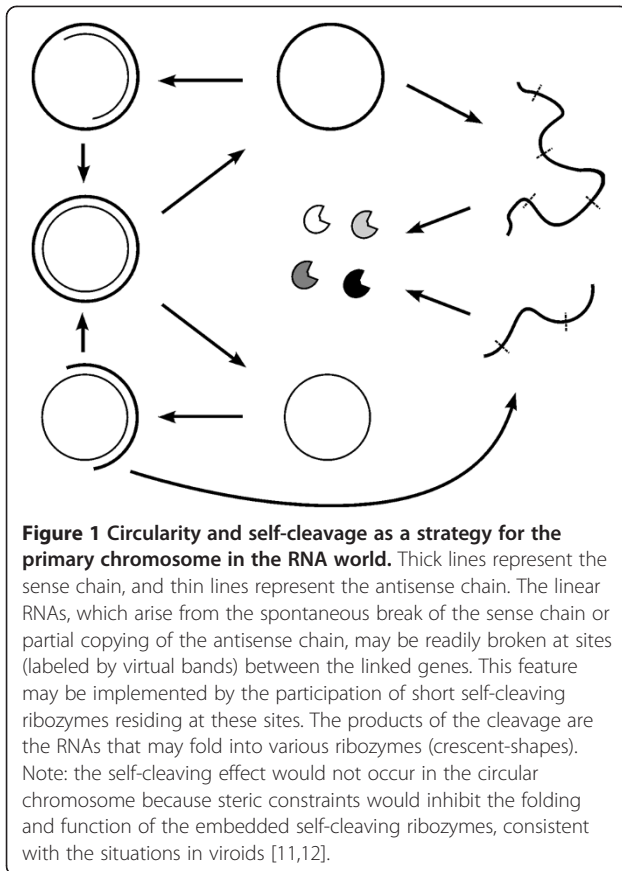 Figure 1 Circularity and self-cleavage as a strategy for the
primary chromosome in the RNA world. Thick lines represent the
sense chain, and thin lines represent the antisense chain. The linear
RNAs, which arise from the spontaneous break of the sense chain or
partial copying of the antisense chain, may be readily broken at sites
(labeled by virtual bands) between the linked genes. This feature
may be implemented by the participation of short self-cleaving
ribozymes residing at these sites. The products of the cleavage are
the RNAs that may fold into various ribozymes (crescent-shapes).
Note: the self-cleaving effect would not occur in the circular
chromosome because steric constraints would inhibit the folding
and function of the embedded self-cleaving ribozymes, consistent
with the situations in viroids [11,12].